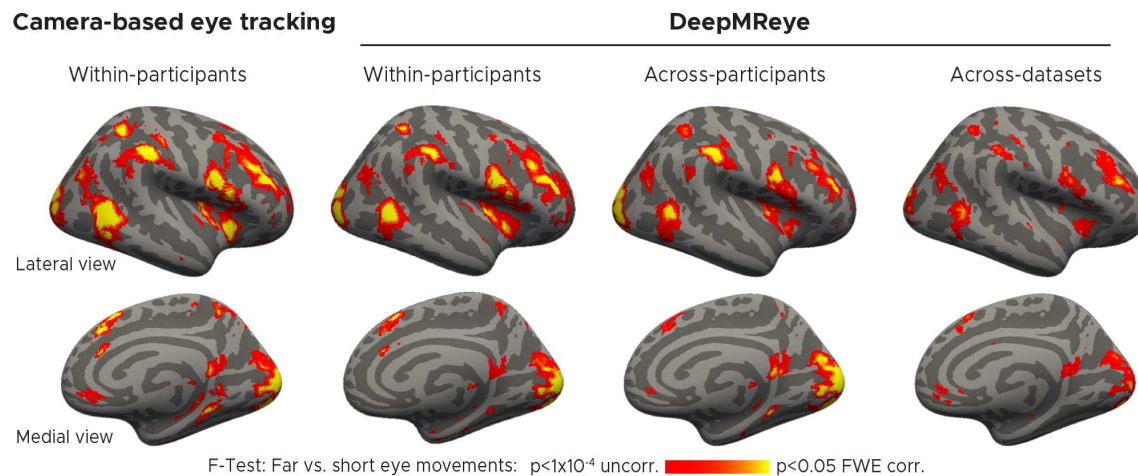 Camera-based eye tracking
DeepMReye
Within-participants
Within-participants
Across-participants
Across-datasets
Lateral view
Medial view
F-Test: Far vs. short eye movements: p<1x10⁻⁴ uncorr. p<0.05 FWE corr.